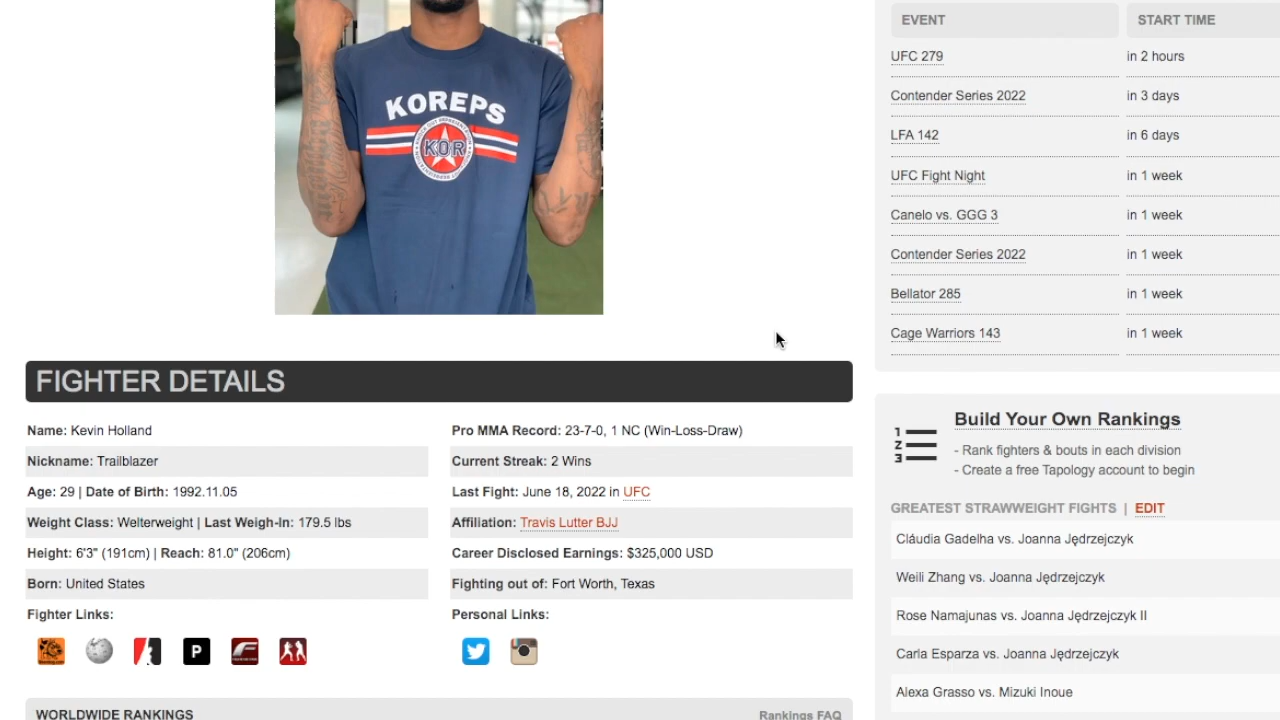 KOREPS
KOR
EVENT START TIME
UFC 279 in 2 hours
Contender Series 2022 in 3 days
LFA 142 in 6 days
UFC Fight Night in 1 week
Canelo vs. GGG 3 in 1 week
Contender Series 2022 in 1 week
Bellator 285 in 1 week
Cage Warriors 143 in 1 week
FIGHTER DETAILS
Name: Kevin Holland
Pro MMA Record: 23-7-0, 1 NC (Win-Loss-Draw)
Nickname: Trailblazer
Current Streak: 2 Wins
Age: 29 | Date of Birth: 1992.11.05
Last Fight: June 18, 2022 in UFC
Weight Class: Welterweight | Last Weigh-In: 179.5 lbs
Affiliation: Travis Lutter BJJ
Height: 6'3" (191cm) | Reach: 81.0" (206cm)
Career Disclosed Earnings: $325,000 USD
Born: United States
Fighting out of: Fort Worth, Texas
Fighter Links:
Personal Links:
P
WORLDWIDE RANKINGS
Rankings FAQ
1
2
3
Build Your Own Rankings
- Rank fighters & bouts in each division
- Create a free Tapology account to begin
GREATEST STRAWWEIGHT FIGHTS | EDIT
Cláudia Gadelha vs. Joanna Jędrzejczyk
Weili Zhang vs. Joanna Jędrzejczyk
Rose Namajunas vs. Joanna Jędrzejczyk II
Carla Esparza vs. Joanna Jędrzejczyk
Alexa Grasso vs. Mizuki Inoue